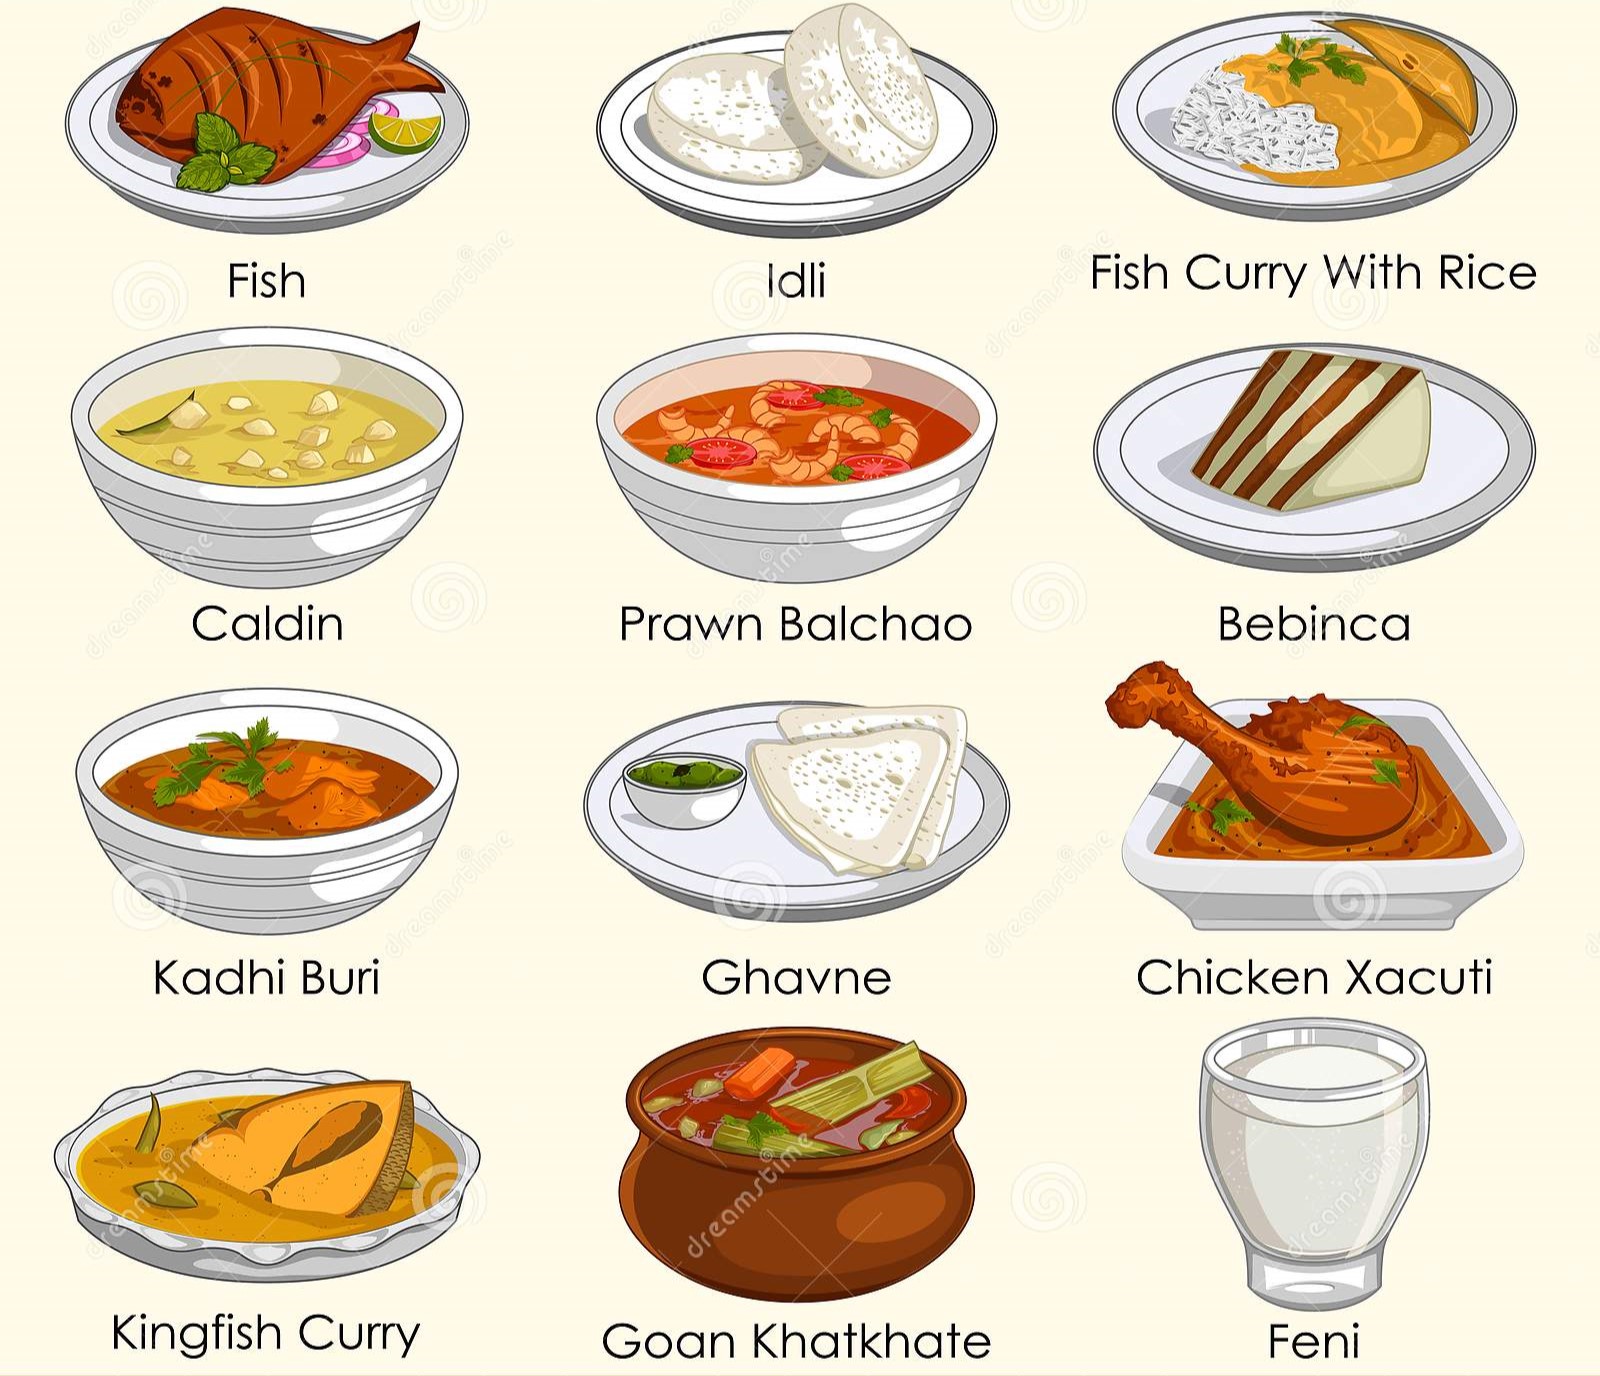 Fish
Idli
Fish Curry With Rice
Caldin
Prawn Balchao
Bebinca
Kadhi Buri
Ghavne
Chicken Xacuti
Kingfish Curry
Goan Khatkhate
Feni
dreamstime